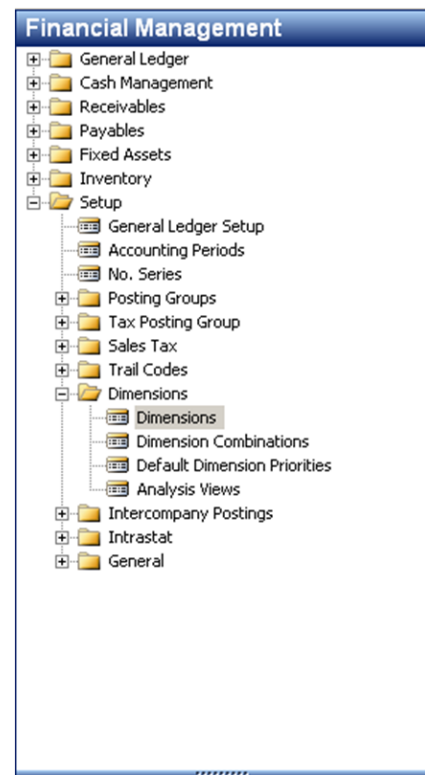 Financial Management
General Ledger
Cash Management
Receivables
Payables
Fixed Assets
Inventory
Setup
General Ledger Setup
Accounting Periods
No. Series
Posting Groups
Tax Posting Group
Sales Tax
Trail Codes
Dimensions
Dimensions
Dimension Combinations
Default Dimension Priorities
Analysis Views
Intercompany Postings
Intrastat
General